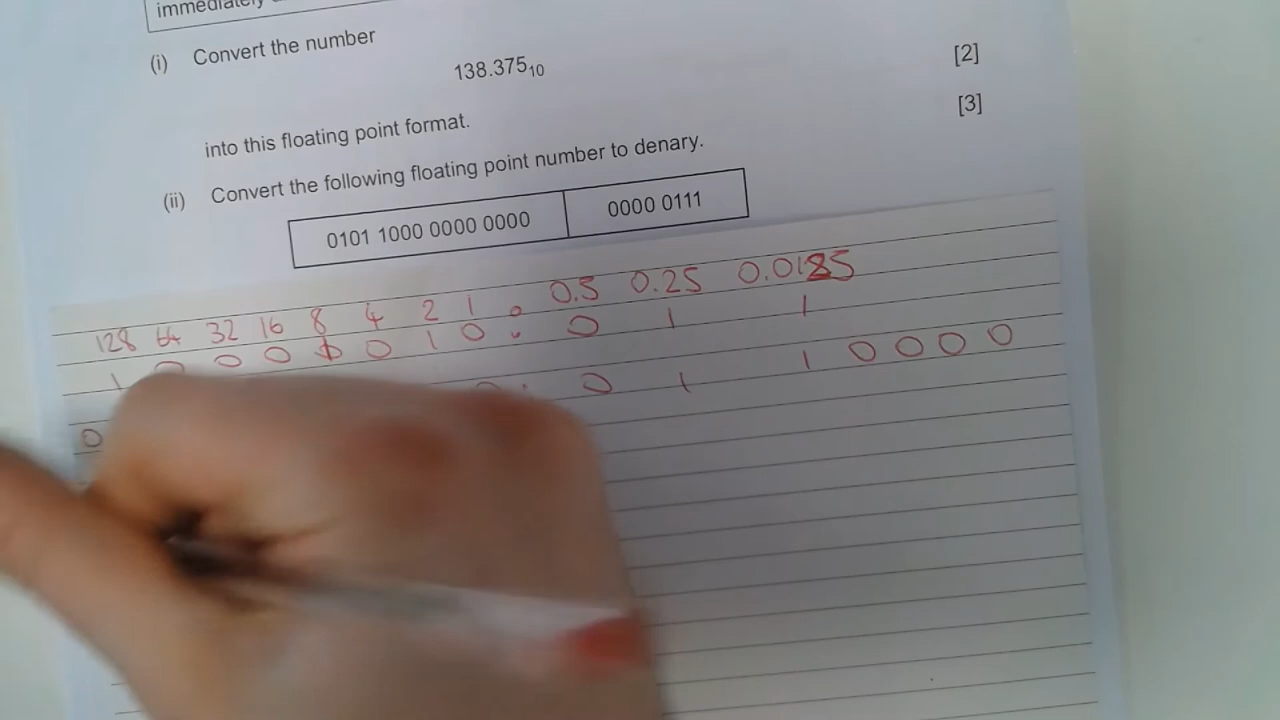 immediately
(i) Convert the number
138.375₁₀ [2]
into this floating point format. [3]
(ii) Convert the following floating point number to denary.
0101 1000 0000 0000 0000 0111
128 64 32 16 8 4 2 1 . 0.5 0.25 0.0125
1 0 0 0 1 0 1 0 . 0 1 1
0 . 0 1 1 0 0 0 0
0